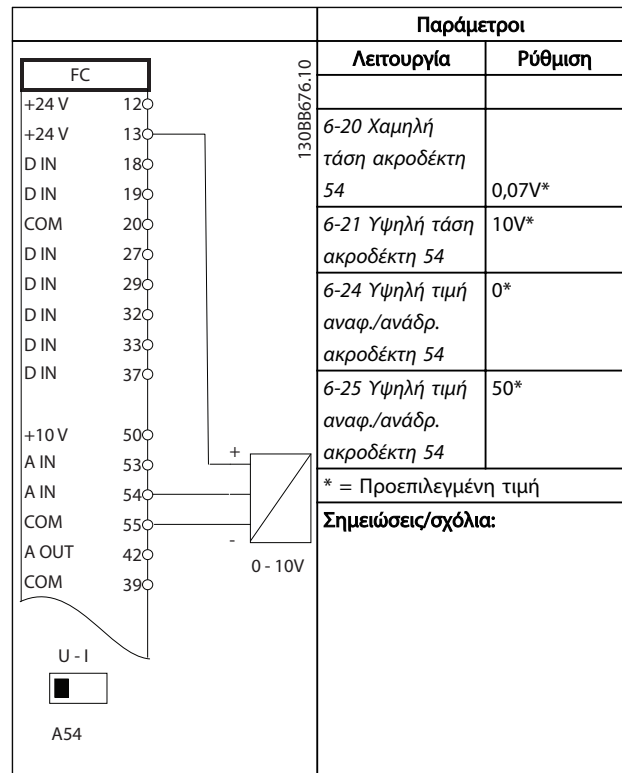 Παράμετροι
Λειτουργία Ρύθμιση
6-20 Χαμηλή
τάση ακροδέκτη
54 0,07V*
6-21 Υψηλή τάση 10V*
ακροδέκτη 54
6-24 Υψηλή τιμή 0*
αναφ./ανάδρ.
ακροδέκτη 54
6-25 Υψηλή τιμή 50*
αναφ./ανάδρ.
ακροδέκτη 54
* = Προεπιλεγμένη τιμή
Σημειώσεις/σχόλια:
FC
130BB676.10
+24 V 12
+24 V 13
D IN 18
D IN 19
COM 20
D IN 27
D IN 29
D IN 32
D IN 33
D IN 37
+10 V 50
A IN 53
A IN 54
COM 55
A OUT 42
COM 39
+
-
0 - 10V
U - I
A54